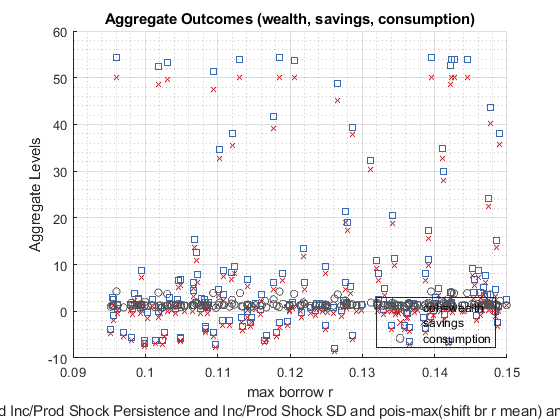 Aggregate Outcomes (wealth, savings, consumption)
60
50
40
30
20
10
0
-10
Aggregate Levels
savings
consumption
0.09
0.1
0.11
0.12
0.13
0.14
0.15
max borrow r
d Inc/Prod Shock Persistence and Inc/Prod Shock SD and pois-max(shift br r mean) an